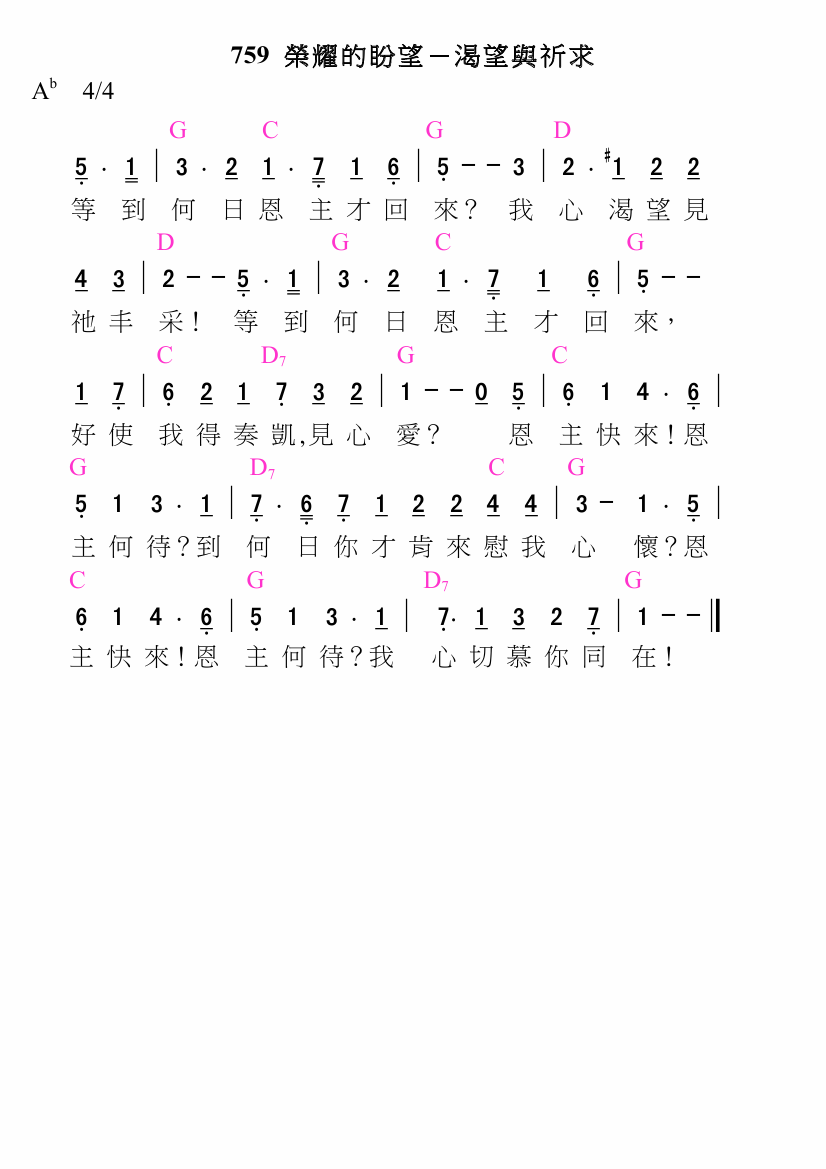 759 榮耀的盼望－渴望與祈求
Ab 4/4
G C G D
5 · 1 | 3 · 2 1 · 7 1 6 | 5 - - 3 | 2 · #1 2 2
等 到 何 日 恩 主 才 回 來？ 我 心 渴 望 見
D G C G
4 3 | 2 - - 5 · 1 | 3 · 2 1 · 7 1 6 | 5 - -
祂 丰 采！ 等 到 何 日 恩 主 才 回 來，
C D7 G C
1 7 | 6 2 1 7 3 2 | 1 - - 0 5 | 6 1 4 · 6 |
好 使 我 得 奏 凱,見 心 愛？ 恩 主 快 來！恩
G D7 C G
5 1 3 · 1 | 7 · 6 7 1 2 2 4 4 | 3 - 1 · 5 |
主 何 待？到 何 日 你 才 肯 來 慰 我 心 懷？恩
C G D7 G
6 1 4 · 6 | 5 1 3 · 1 | 7· 1 3 2 7 | 1 - - ||
主 快 來！恩 主 何 待？我 心 切 慕 你 同 在！